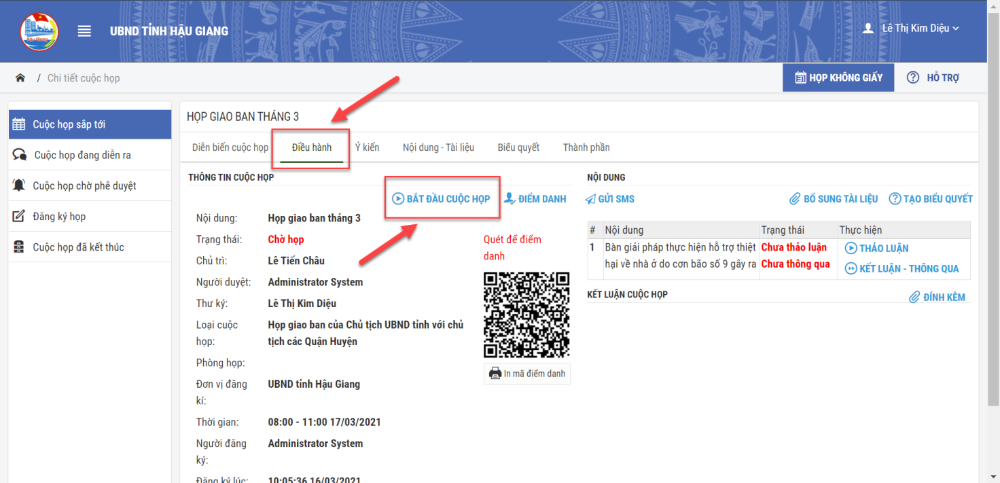 UBND TỈNH HẬU GIANG
Lê Thị Kim Diệu
/ Chi tiết cuộc họp
HỌP KHÔNG GIẤY
HỖ TRỢ
Cuộc họp sắp tới
Cuộc họp đang diễn ra
Cuộc họp chờ phê duyệt
Đăng ký họp
Cuộc họp đã kết thúc
HỌP GIAO BAN THÁNG 3
Diễn biến cuộc họp Điều hành Ý kiến Nội dung - Tài liệu Biểu quyết Thành phần
THÔNG TIN CUỘC HỌP
BẮT ĐẦU CUỘC HỌP ĐIỂM DANH
Nội dung: Họp giao ban tháng 3
Trạng thái: Chờ họp
Chủ trì: Lê Tiến Châu
Người duyệt: Administrator System
Thư ký: Lê Thị Kim Diệu
Loại cuộc Họp giao ban của Chủ tịch UBND tỉnh với chủ
họp: tịch các Quận Huyện
Phòng họp:
Đơn vị đăng UBND tỉnh Hậu Giang
kí:
Thời gian: 08:00 - 11:00 17/03/2021
Người đăng Administrator System
ký:
Đăng ký lúc: 10:05:36 16/03/2021
Quét để điểm
danh
In mã điểm danh
NỘI DUNG
GỬI SMS BỔ SUNG TÀI LIỆU TẠO BIỂU QUYẾT
# Nội dung Trạng thái Thực hiện
1 Bàn giải pháp thực hiện hỗ trợ thiệt Chưa thảo luận THẢO LUẬN
hại về nhà ở do cơn bão số 9 gây ra Chưa thông qua KẾT LUẬN - THÔNG QUA
KẾT LUẬN CUỘC HỌP
ĐÍNH KÈM